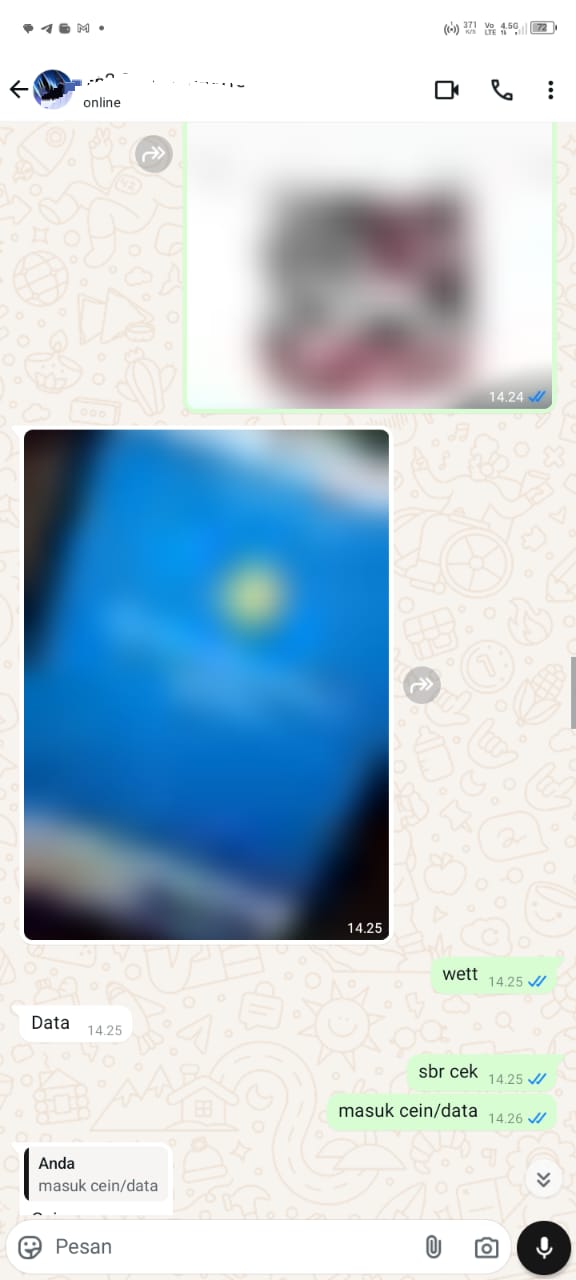 371
K/s
Vo
LTE
4.5G
72
online
14.24
14.25
wett 14.25
Data 14.25
sbr cek 14.25
masuk cein/data 14.26
Anda
masuk cein/data
Pesan